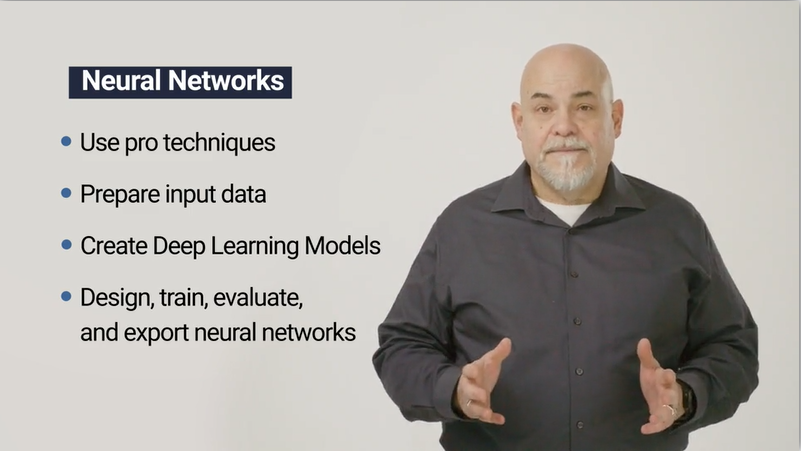 Neural Networks
Use pro techniques
Prepare input data
Create Deep Learning Models
Design, train, evaluate,
and export neural networks